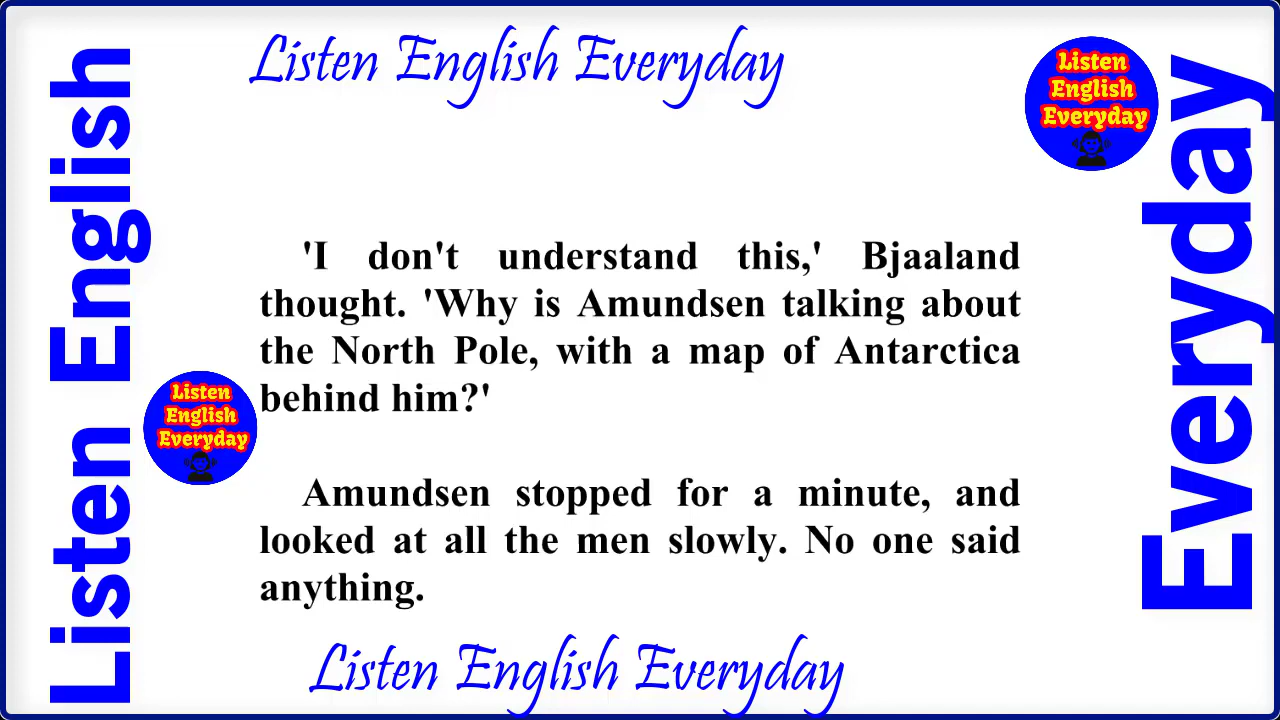 Listen English Everyday
Listen
English
Everyday
Listen English
Everyday
'I don't understand this,' Bjaaland
thought. 'Why is Amundsen talking about
the North Pole, with a map of Antarctica
behind him?'
Listen
English
Everyday
Amundsen stopped for a minute, and
looked at all the men slowly. No one said
anything.
Listen English Everyday